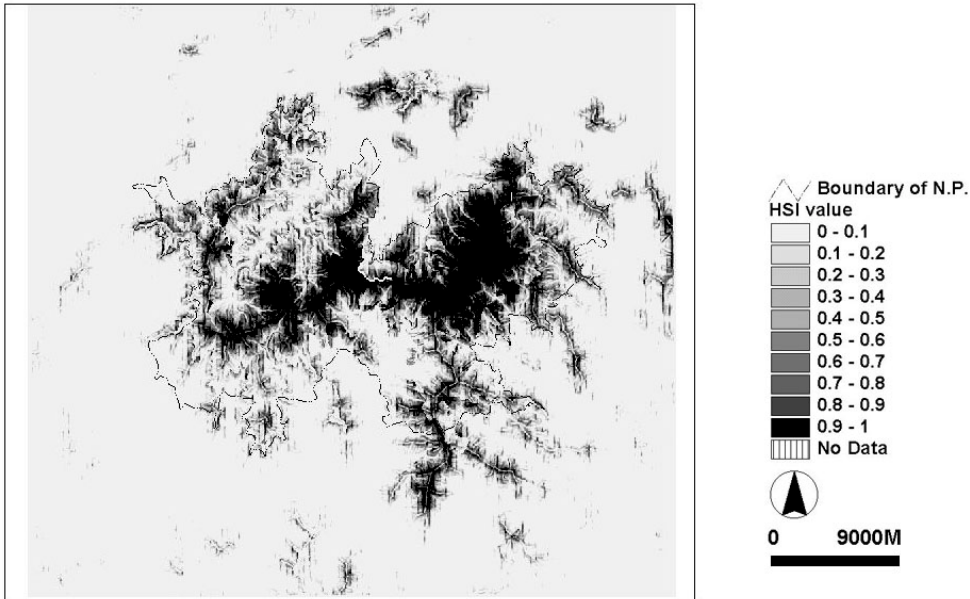 Boundary of N.P.
HSI value
0 - 0.1
0.1 - 0.2
0.2 - 0.3
0.3 - 0.4
0.4 - 0.5
0.5 - 0.6
0.6 - 0.7
0.7 - 0.8
0.8 - 0.9
0.9 - 1
No Data
0 9000M